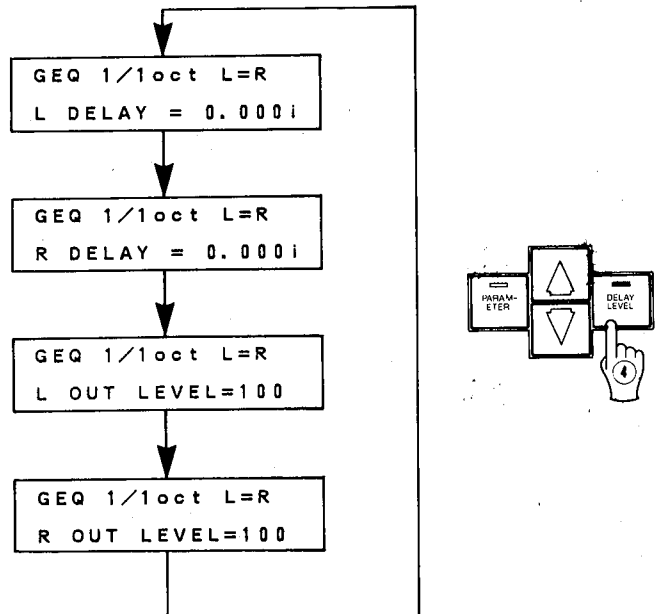 GEQ 1/1oct L=R
L DELAY = 0.000i
GEQ 1/1oct L=R
R DELAY = 0.000i
GEQ 1/1oct L=R
L OUT LEVEL=100
GEQ 1/1oct L=R
R OUT LEVEL=100
PARAM-
ETER
DELAY
LEVEL
4